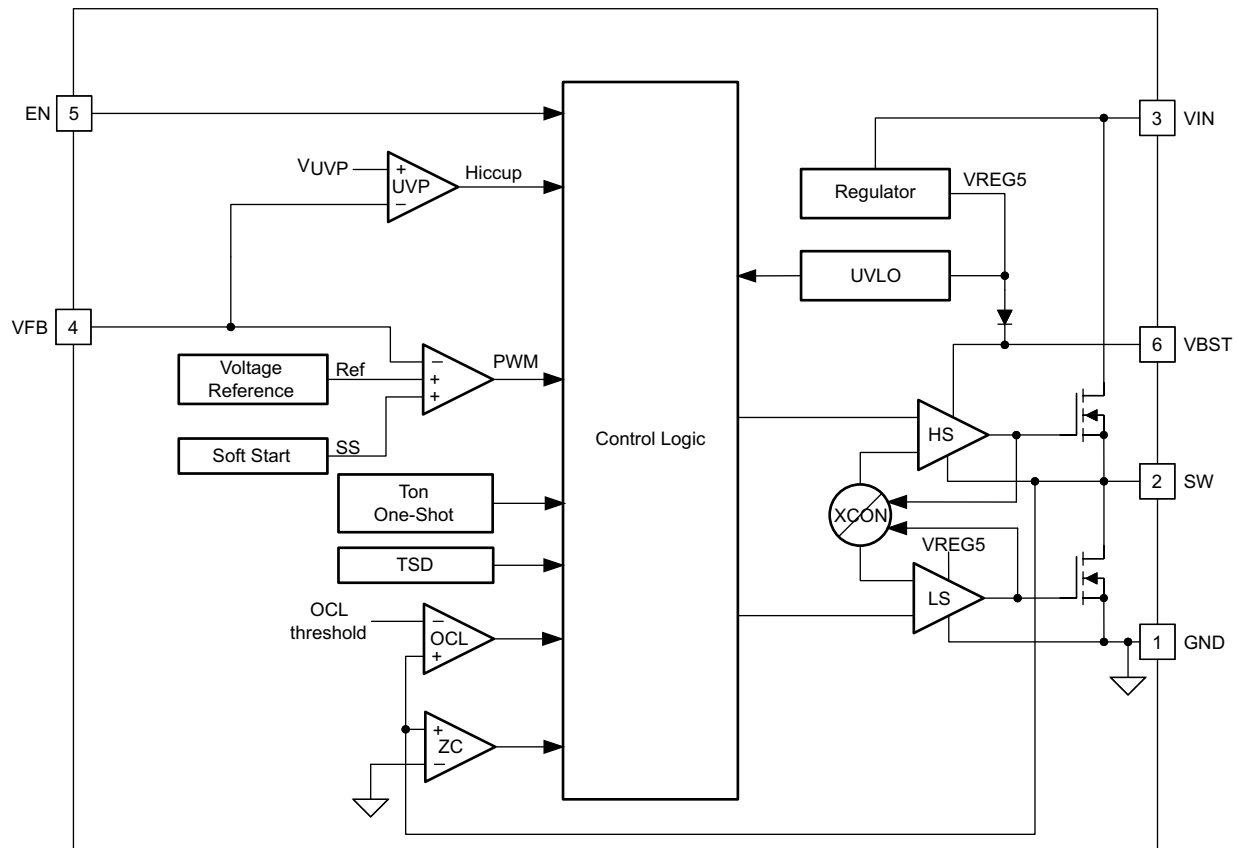 EN 5
3 VIN
VUVP + UVP −
Hiccup
Regulator
VREG5
UVLO
VFB 4
6 VBST
Voltage
Reference
Ref
−
+
+
PWM
Soft Start
SS
Control Logic
HS
2 SW
Ton
One-Shot
XCON
TSD
VREG5
LS
OCL
threshold
−
OCL
+
1 GND
+
ZC
−